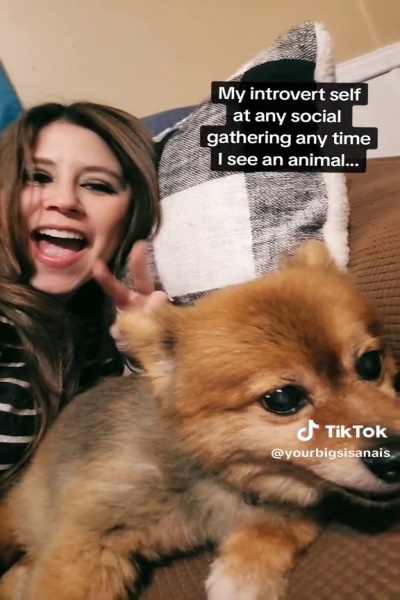 My introvert self
at any social
gathering any time
I see an animal...
TikTok
@yourbigsisanais